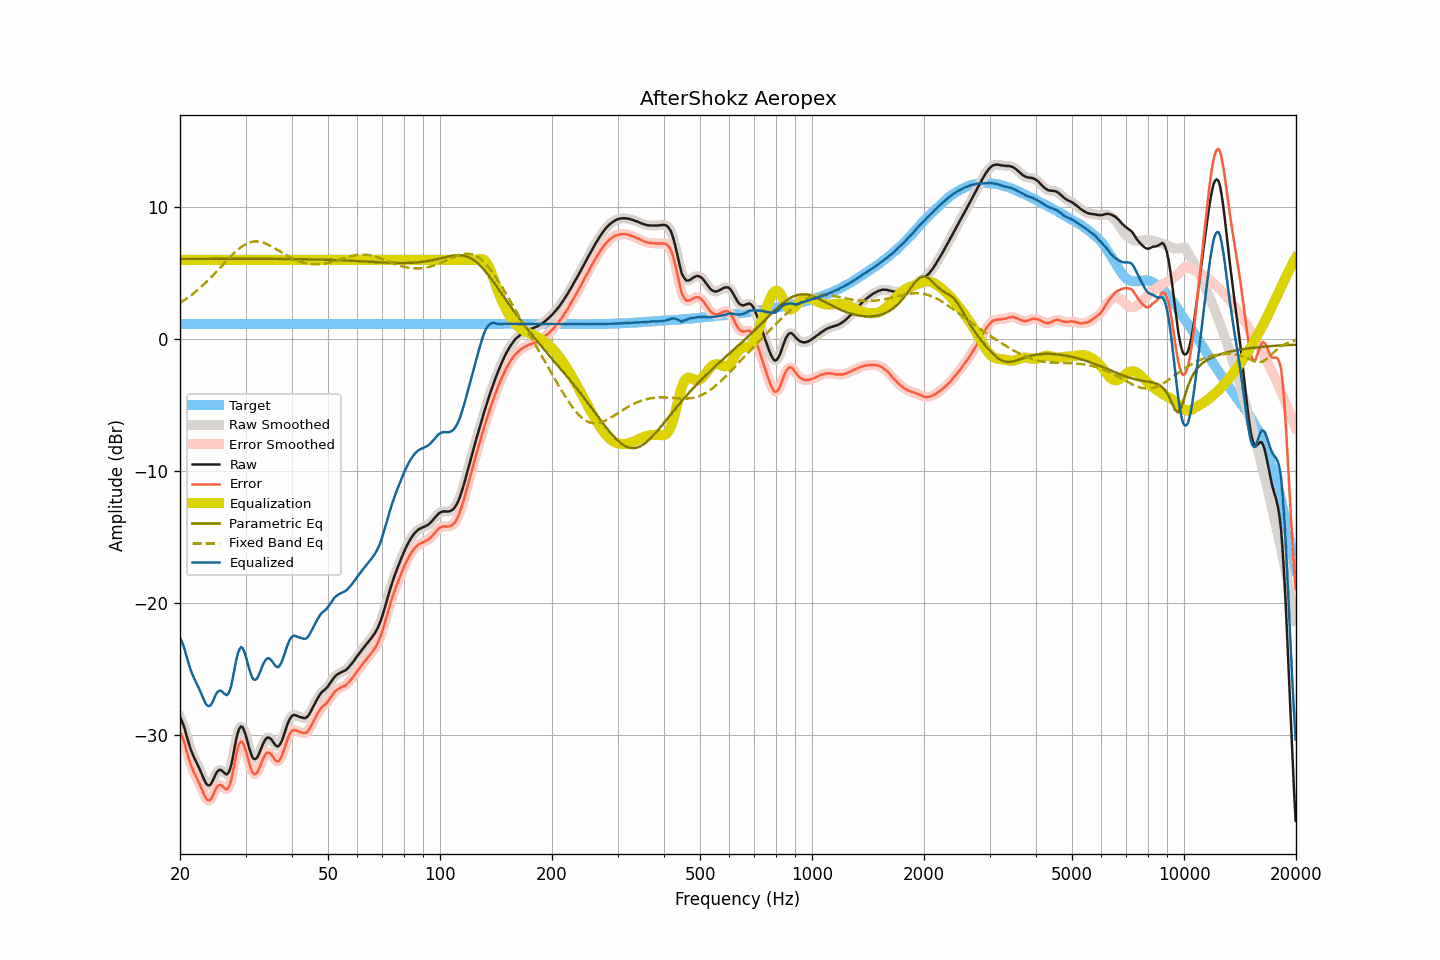 AfterShokz Aeropex
Amplitude (dBr)
10
0
−10
−20
−30
Target
Raw Smoothed
Error Smoothed
Raw
Error
Equalization
Parametric Eq
Fixed Band Eq
Equalized
20 50 100 200 500 1000 2000 5000 10000 20000
Frequency (Hz)